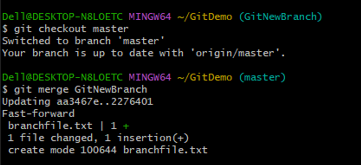 Dell@DESKTOP-N8LOETC MINGW64 ~/GitDemo (GitNewBranch)
$ git checkout master
Switched to branch 'master'
Your branch is up to date with 'origin/master'.
Dell@DESKTOP-N8LOETC MINGW64 ~/GitDemo (master)
$ git merge GitNewBranch
Updating aa3467e..2276401
Fast-forward
branchfile.txt | 1 +
1 file changed, 1 insertion(+)
create mode 100644 branchfile.txt